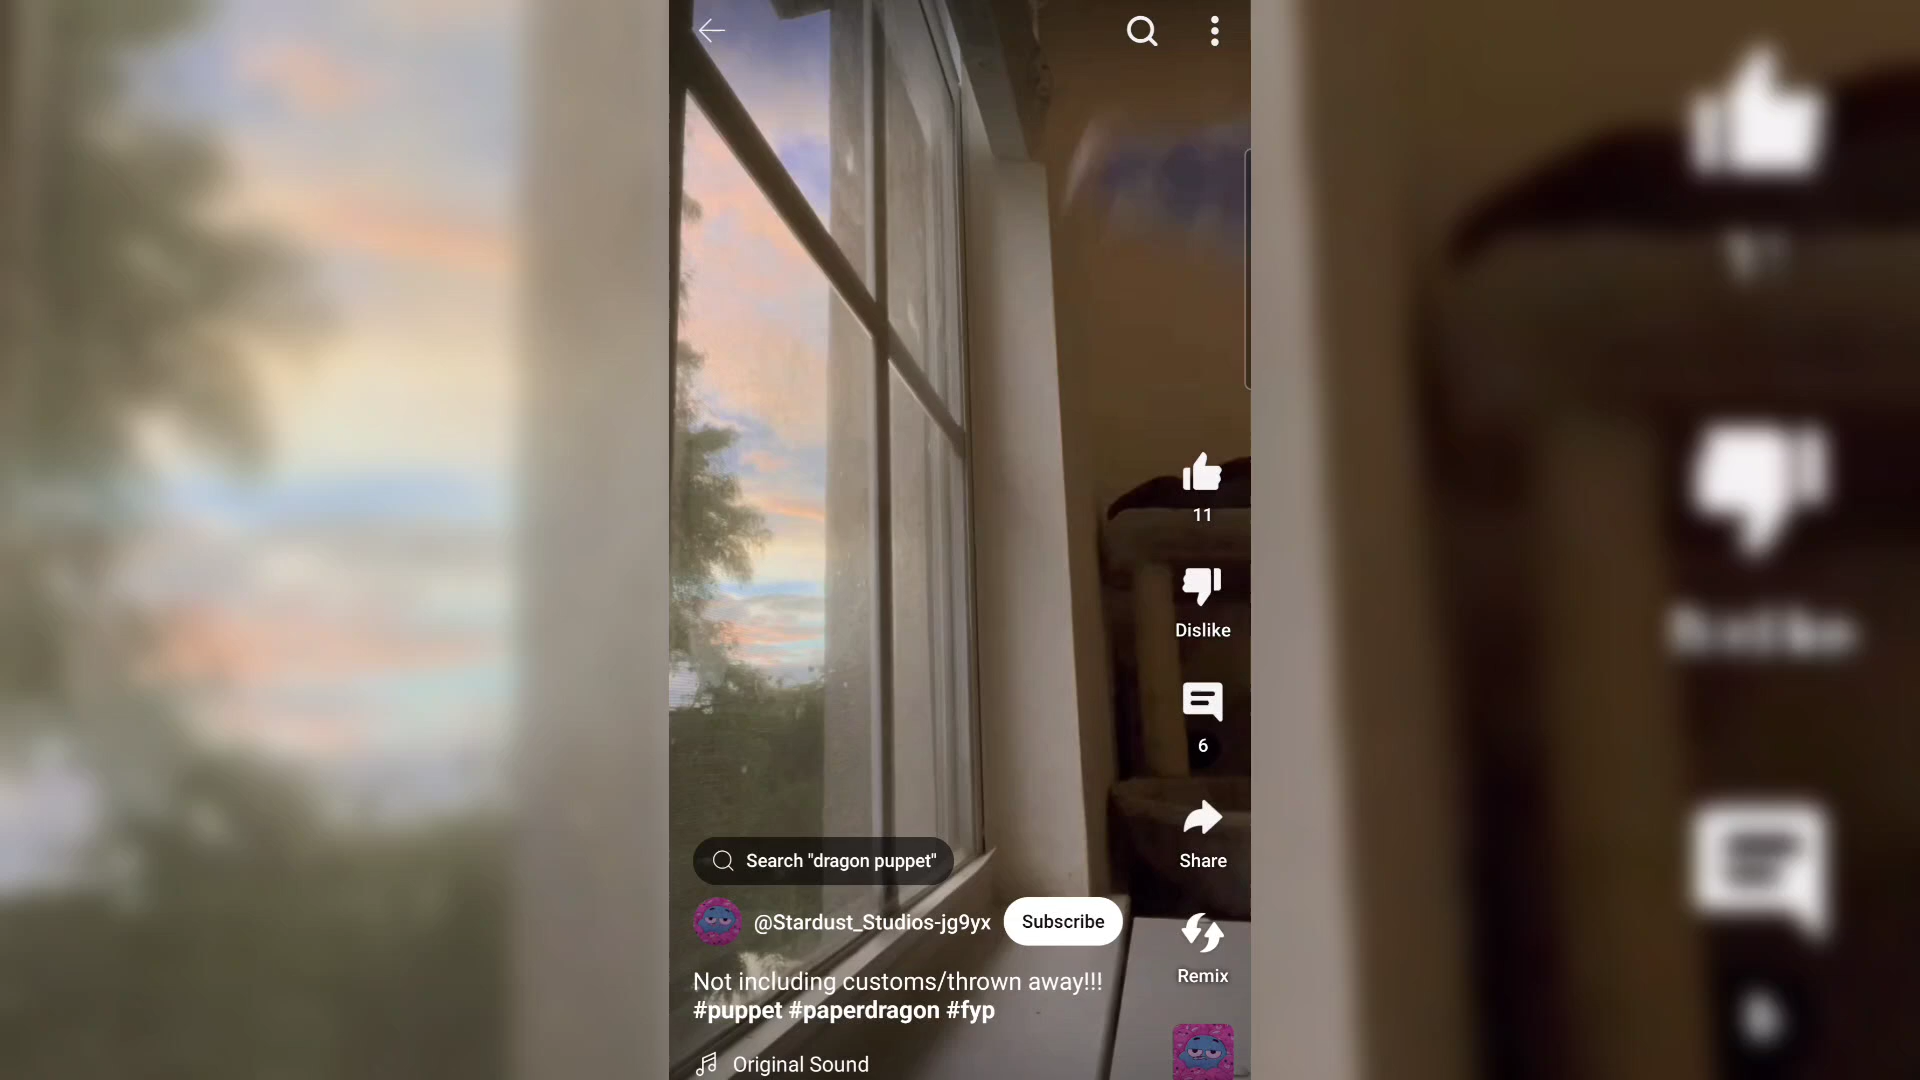 11
Dislike
6
Share
Search "dragon puppet"
@Stardust_Studios-jg9yx
Subscribe
Not including customs/thrown away!!!
#puppet #paperdragon #fyp
Remix
Original Sound